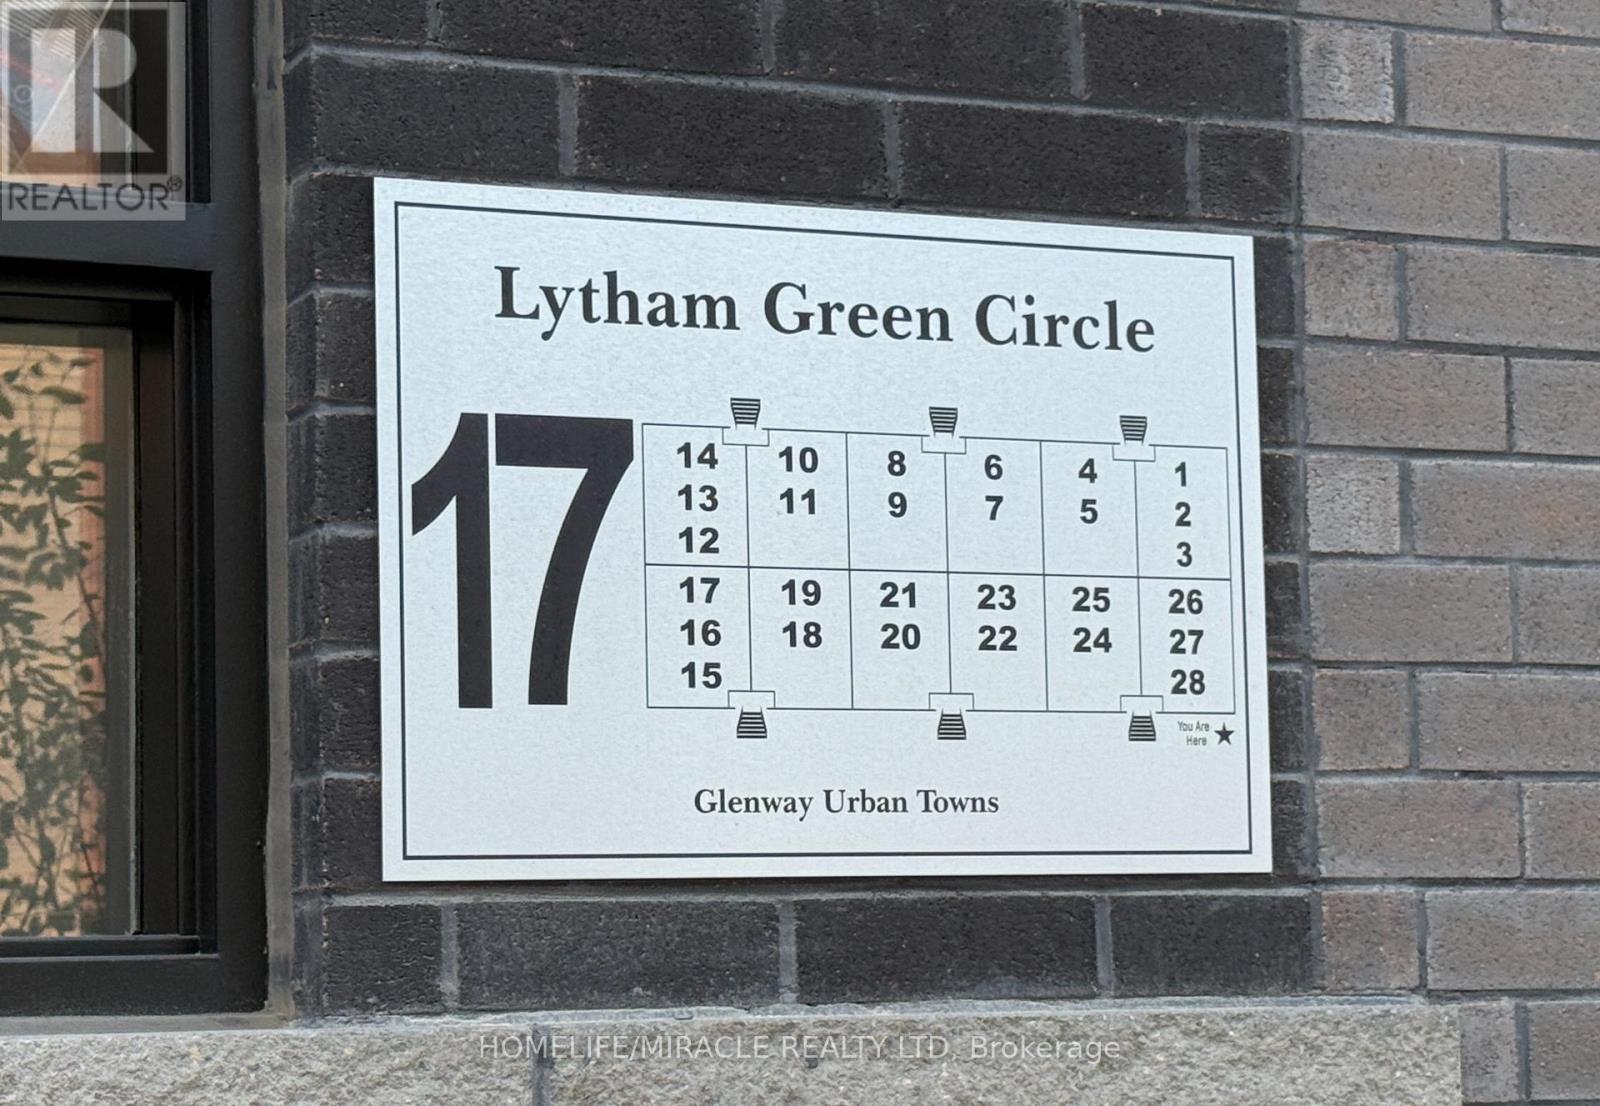 REALTOR®
Lytham Green Circle
17
14 10 8 6 4 1
13 11 9 7 5 2
12 3
17 19 21 23 25 26
16 18 20 22 24 27
15 28
You Are
Here
Glenway Urban Towns
HOMELIFE/MIRACLE REALTY LTD, Brokerage